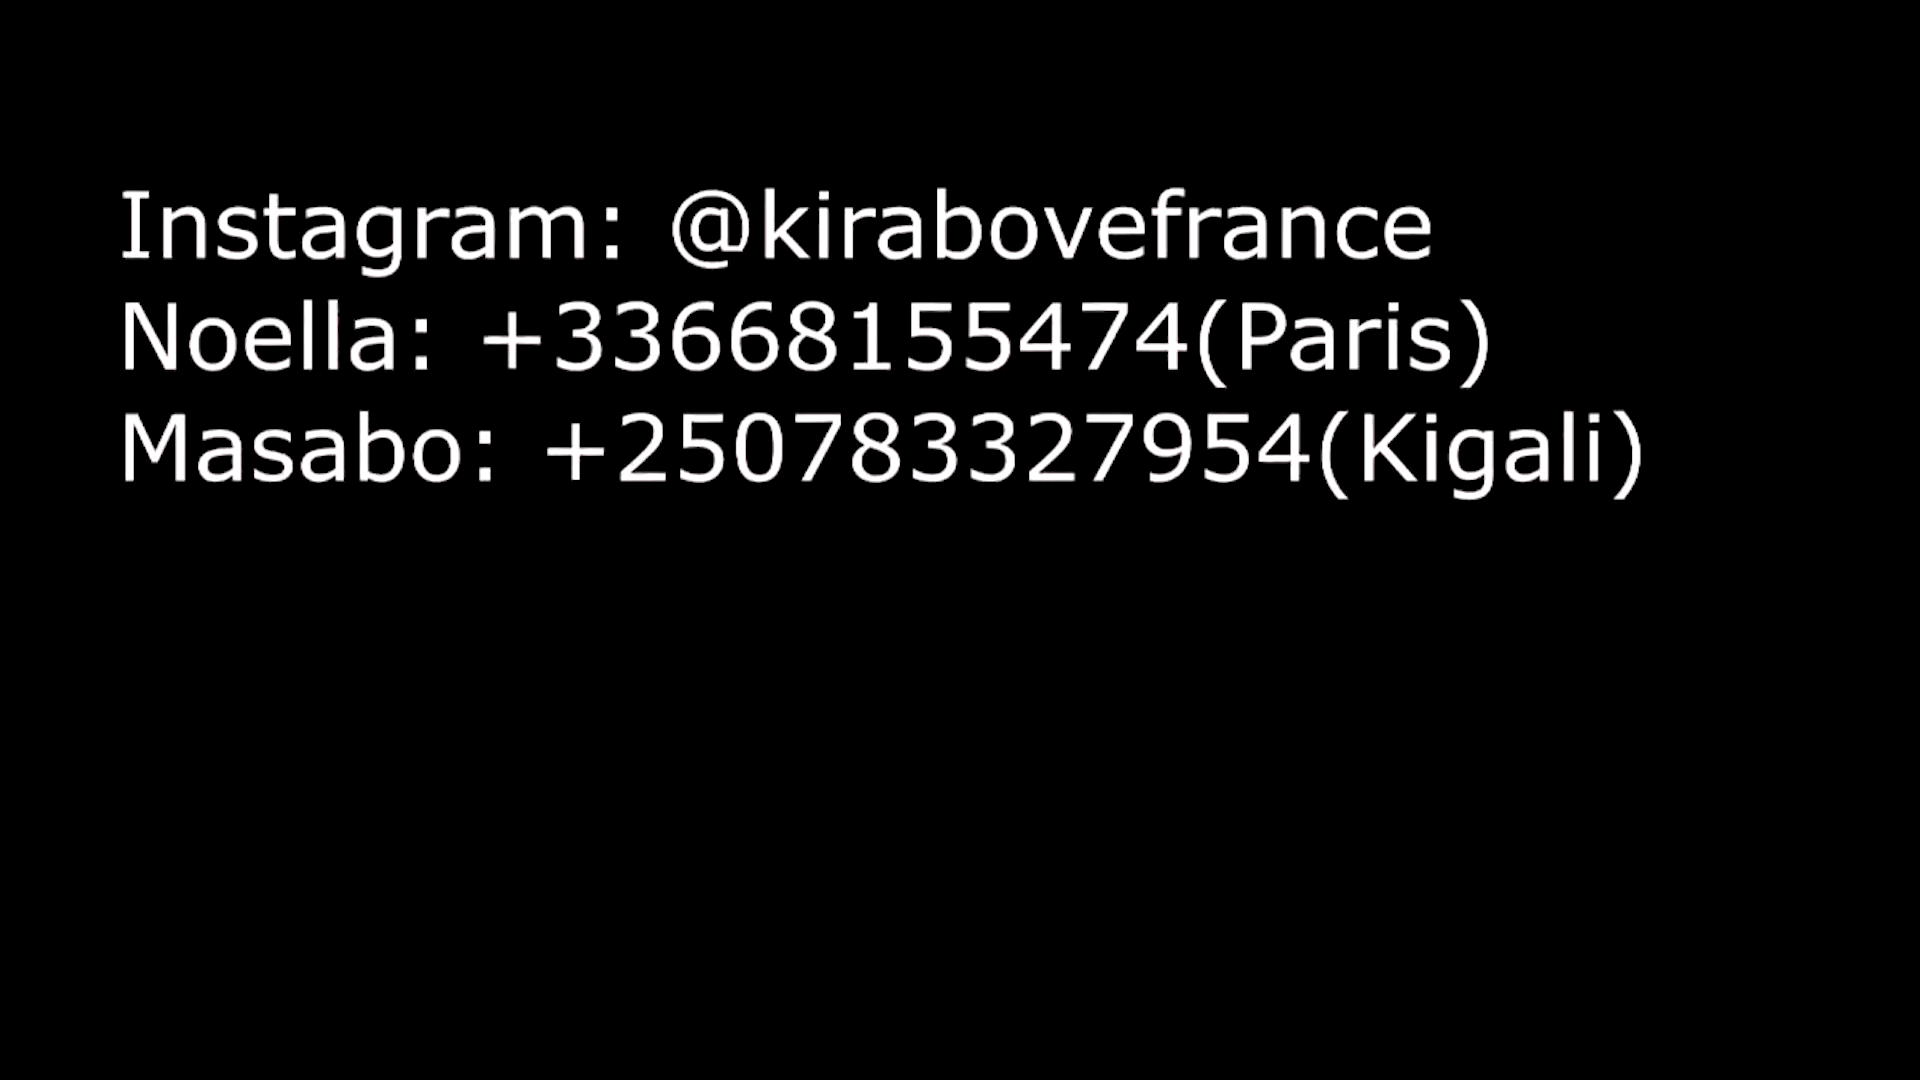 Instagram: @kirabovefrance
Noella: +33668155474(Paris)
Masabo: +250783327954(Kigali)